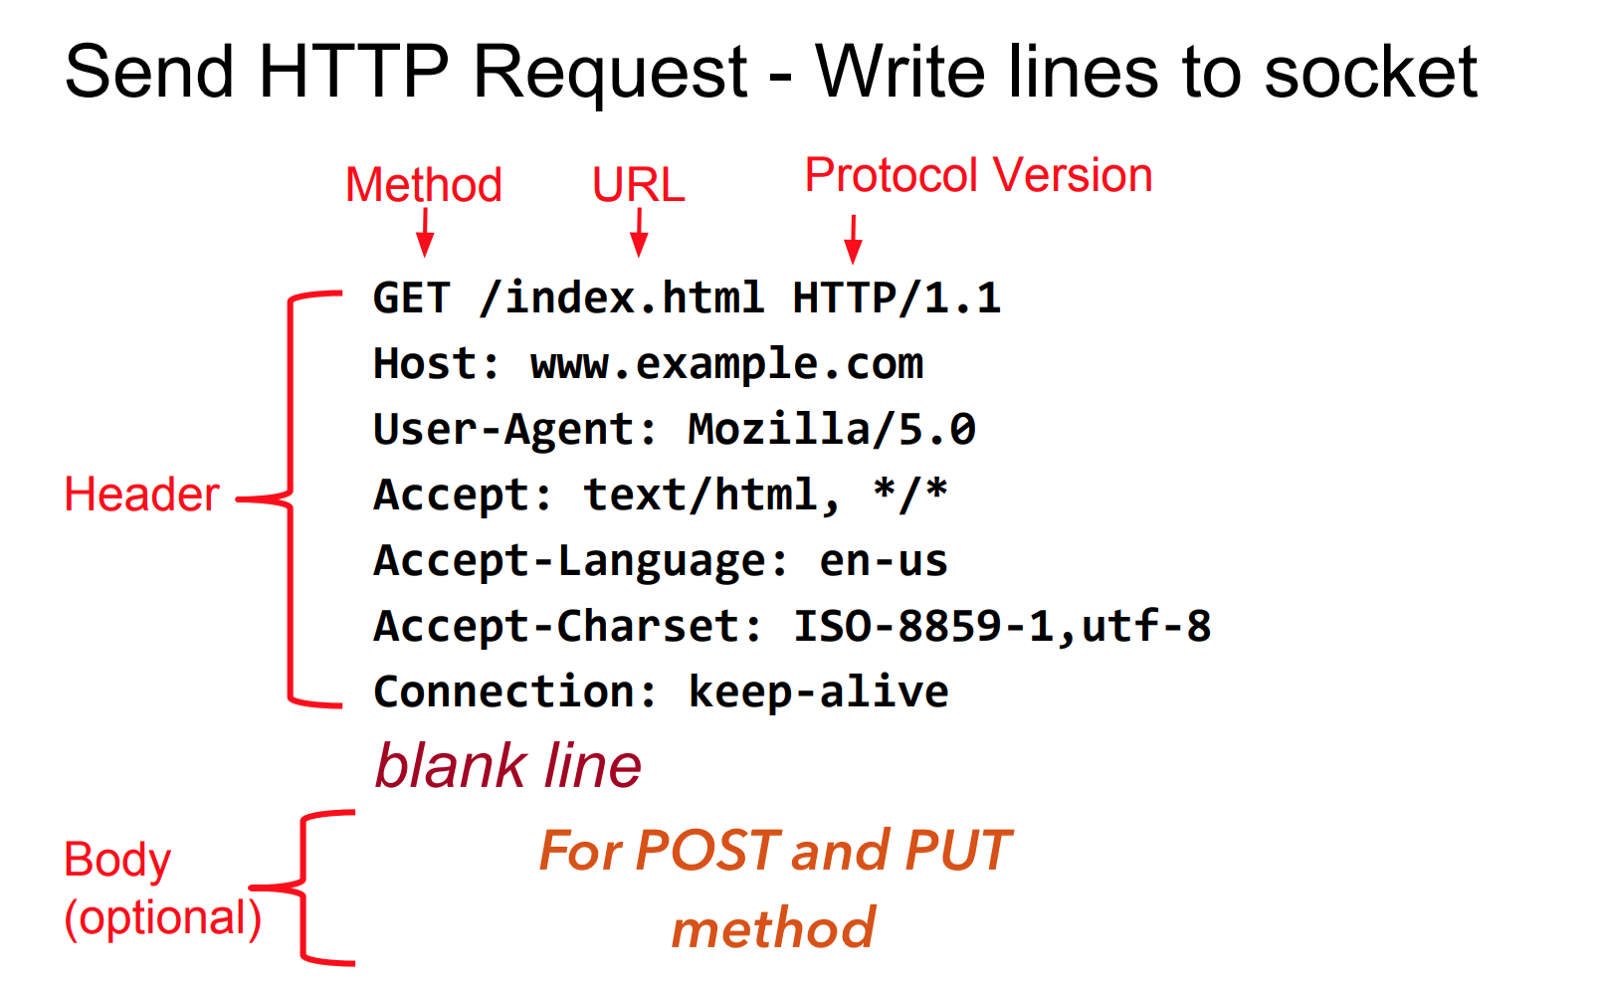 Send HTTP Request - Write lines to socket
Method URL Protocol Version
GET /index.html HTTP/1.1
Host: www.example.com
User-Agent: Mozilla/5.0
Header
Accept: text/html, */*
Accept-Language: en-us
Accept-Charset: ISO-8859-1,utf-8
Connection: keep-alive
blank line
Body
(optional)
For POST and PUT
method